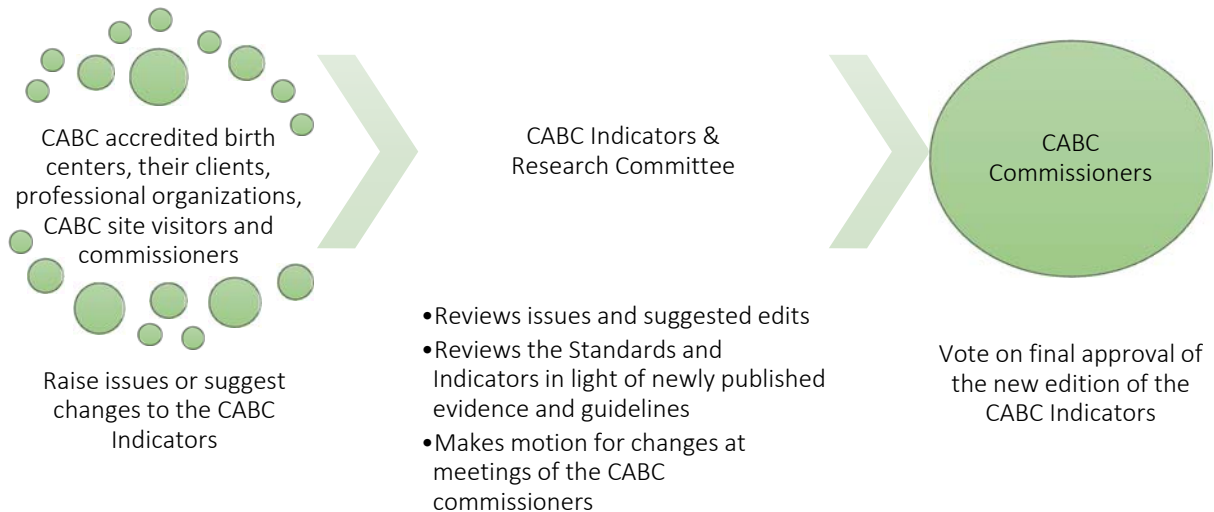 CABC accredited birth
centers, their clients,
professional organizations,
CABC site visitors and
commissioners
Raise issues or suggest
changes to the CABC
Indicators
CABC Indicators &
Research Committee
•Reviews issues and suggested edits
•Reviews the Standards and
Indicators in light of newly published
evidence and guidelines
•Makes motion for changes at
meetings of the CABC
commissioners
CABC
Commissioners
Vote on final approval of
the new edition of the
CABC Indicators